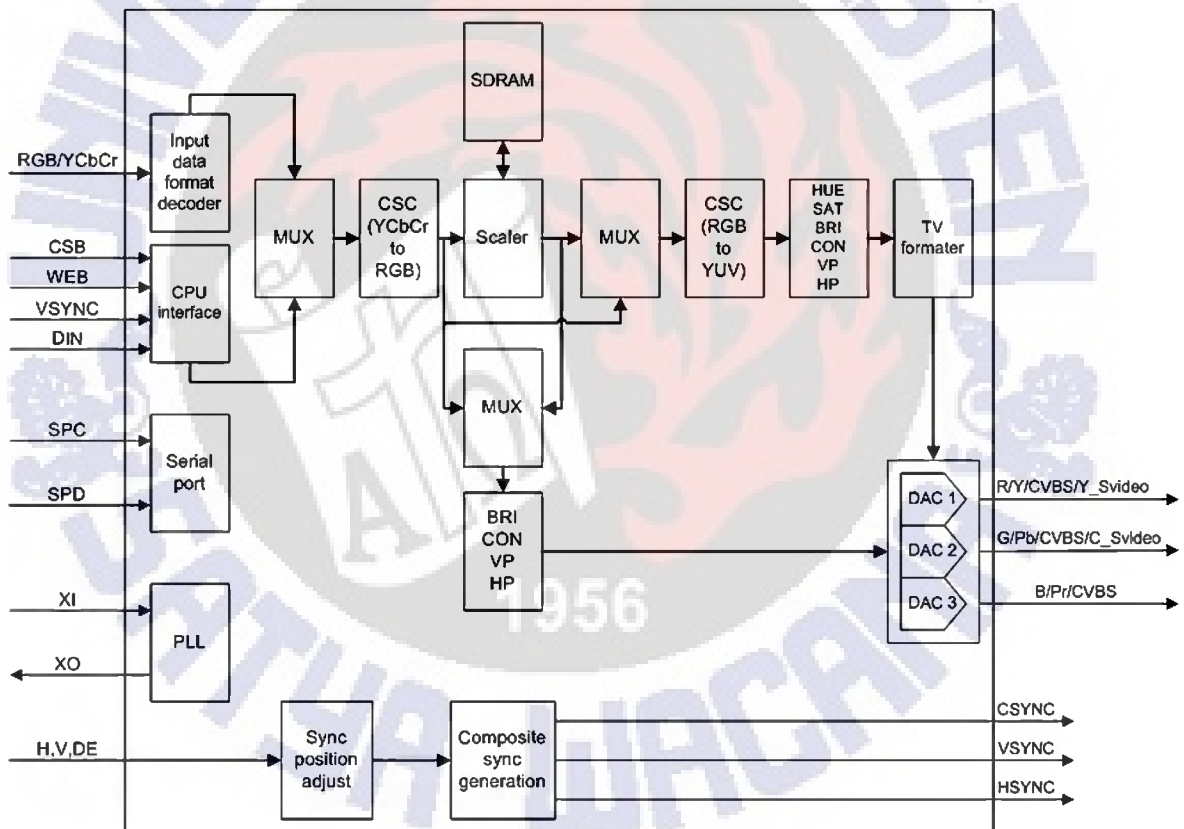 SDRAM
Input
data
format
decoder
RGB/YCbCr
MUX
CSC
(YCbCr
to
RGB)
Scaler
MUX
CSC
(RGB
to
YUV)
HUE
SAT
BRI
CON
VP
HP
TV
formater
CSB
WEB
VSYNC
DIN
CPU
interface
MUX
SPC
SPD
Serial
port
BRI
CON
VP
HP
DAC 1
DAC 2
DAC 3
R/Y/CVBS/Y_Svideo
G/Pb/CVBS/C_Svideo
B/Pr/CVBS
XI
XO
PLL
1956
H,V,DE
Sync
position
adjust
Composite
sync
generation
CSYNC
VSYNC
HSYNC
SATYA WACANA